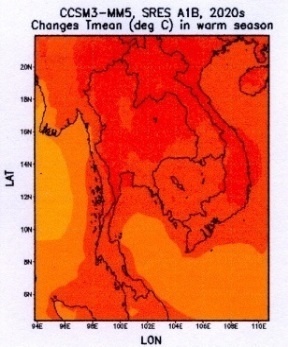 CCSM3-MM5, SRES A1B, 2020s
Changes Tmean (deg C) in warm season
20N
18N
16N
14N
12N
10N
8N
6N
LAT
94E 96E 98E 100E 102E 104E 106E 108E 110E
LON